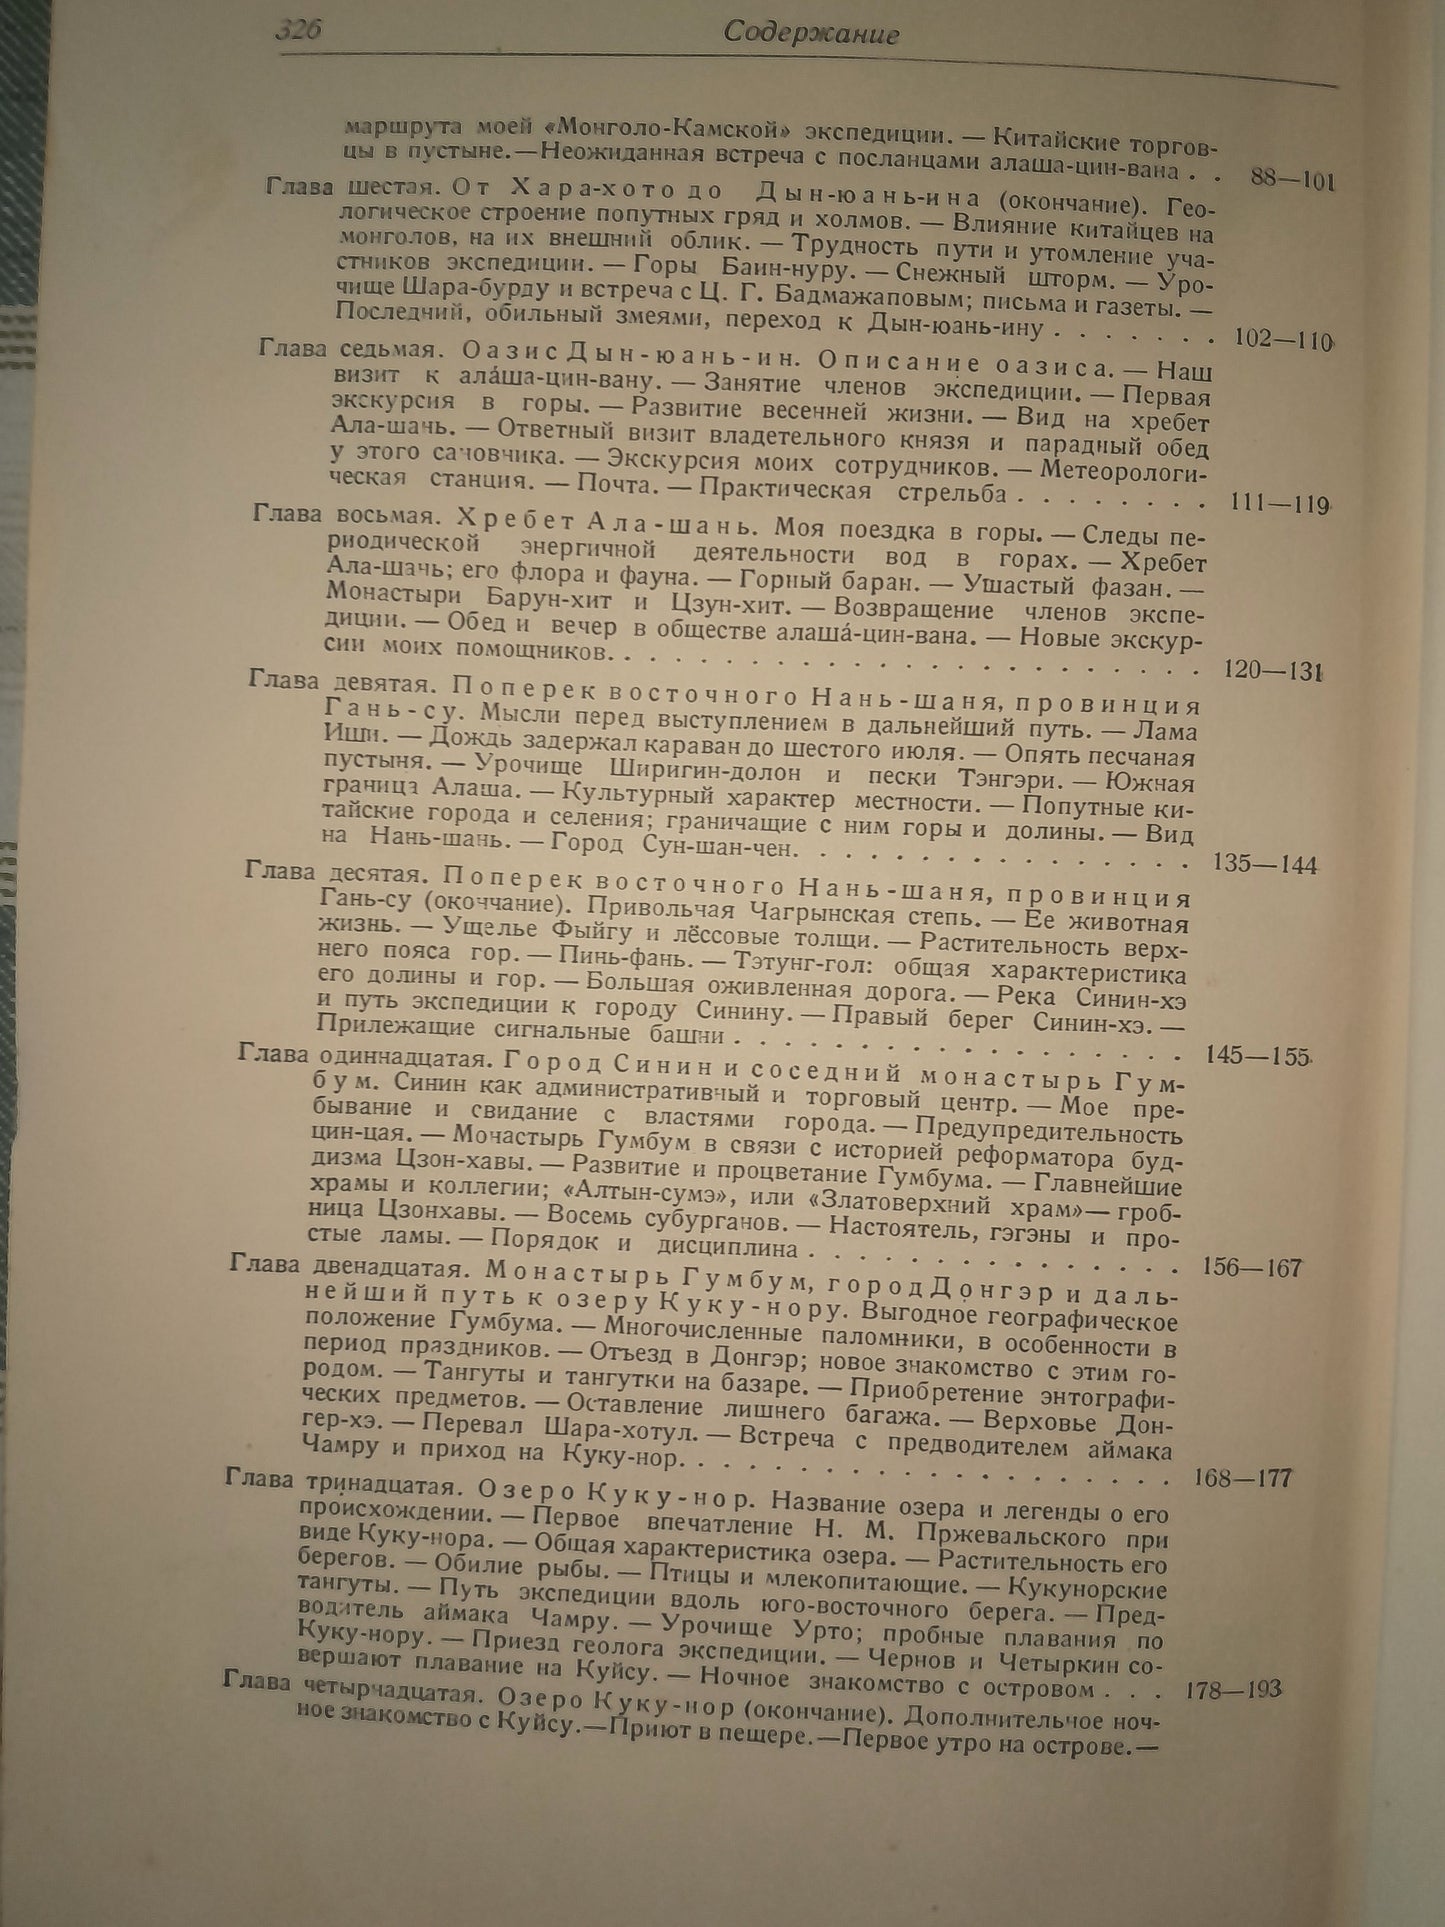 326
Содержание
маршрута моей «Монголо-Камской» экспедиции. — Китайские торгов-
цы в пустыне.—Неожиданная встреча с посланцами алаша-цин-вана . . 88—101
Глава шестая. От Хара-хото до Дын-юань-ина (окончание). Гео-
логическое строение попутных гряд и холмов. — Влияние китайцев на
монголов, на их внешний облик. — Трудность пути и утомление уча-
стников экспедиции. — Горы Баин-нуру. — Снежный шторм. — Уро-
чище Шара-бурду и встреча с Ц. Г. Бадмажаповым; письма и газеты. —
Последний, обильный змеями, переход к Дын-юань-ину . . . . . . . 102—110
Глава седьмая. Оазис Дын-юань-ин. Описание оазиса. — Наш
визит к алáша-цин-вану. — Занятие членов экспедиции. — Первая
экскурсия в горы. — Развитие весенней жизни. — Вид на хребет
Ала-шань. — Ответный визит владетельного князя и парадный обед
у этого сановчика. — Экскурсия моих сотрудников. — Метеорологи-
ческая станция. — Почта. — Практическая стрельба . . . . . . . . 111—119
Глава восьмая. Хребет Ала-шань. Моя поездка в горы. — Следы пе-
риодической энергичной деятельности вод в горах. — Хребет
Ала-шань; его флора и фауна. — Горный баран. — Ушастый фазан. —
Монастыри Барун-хит и Цзун-хит. — Возвращение членов экспе-
диции. — Обед и вечер в обществе алашá-цин-вана. — Новые экскур-
сии моих помощников. . . . . . . . . . . . . . . . . . . . . . 120—131
Глава девятая. Поперек восточного Нань-шаня, провинция
Гань-су. Мысли перед выступлением в дальнейший путь. — Лама
Иши. — Дождь задержал караван до шестого июля. — Опять песчаная
пустыня. — Урочище Ширигин-долон и пески Тэнгэри. — Южная
граница Алаша. — Культурный характер местности. — Попутные ки-
тайские города и селения; граничащие с ним горы и долины. — Вид
на Нань-шань. — Город Сун-шан-чен. . . . . . . . . . . . . . . 135—144
Глава десятая. Поперек восточного Нань-шаня, провинция
Гань-су (окончание). Привольная Чагрынская степь. — Ее животная
жизнь. — Ущелье Фыйгу и лёссовые толщи. — Растительность верх-
него пояса гор. — Пинь-фань. — Тэтунг-гол: общая характеристика
его долины и гор. — Большая оживленная дорога. — Река Синин-хэ
и путь экспедиции к городу Синину. — Правый берег Синин-хэ. —
Прилежащие сигнальные башни . . . . . . . . . . . . . . . . . 145—155
Глава одиннадцатая. Город Синин и соседний монастырь Гум-
бум. Синин как административный и торговый центр. — Мое пре-
бывание и свидание с властями города. — Предупредительность
цин-цая. — Монастырь Гумбум в связи с историей реформатора буд-
дизма Цзон-хавы. — Развитие и процветание Гумбума. — Главнейшие
храмы и коллегии; «Алтын-сумэ», или «Златоверхний храм»— гроб-
ница Цзонхавы. — Восемь субурганов. — Настоятель, гэгэны и про-
стые ламы. — Порядок и дисциплина . . . . . . . . . . . . . . 156—167
Глава двенадцатая. Монастырь Гумбум, город Донгэр и даль-
нейший путь к озеру Куку-нору. Выгодное географическое
положение Гумбума. — Многочисленные паломники, в особенности в
период праздников. — Отъезд в Донгэр; новое знакомство с этим го-
родом. — Тангуты и тангутки на базаре. — Приобретение энтографи-
ческих предметов. — Оставление лишнего багажа. — Верховье Дон-
гер-хэ. — Перевал Шара-хотул. — Встреча с предводителем аймака
Чамру и приход на Куку-нор. . . . . . . . . . . . . . . . . . . 168—177
Глава тринадцатая. Озеро Куку-нор. Название озера и легенды о его
происхождении. — Первое впечатление Н. М. Пржевальского при
виде Куку-нора. — Общая характеристика озера. — Растительность его
берегов. — Обилие рыбы. — Птицы и млекопитающие. — Кукунорские
тангуты. — Путь экспедиции вдоль юго-восточного берега. — Пред-
водитель аймака Чамру. — Урочище Урто; пробные плавания по
Куку-нору. — Приезд геолога экспедиции. — Чернов и Четыркин со-
вершают плавание на Куйсу. — Ночное знакомство с островом . . . 178—193
Глава четырнадцатая. Озеро Куку-нор (окончание). Дополнительное ноч-
ное знакомство с Куйсу.—Приют в пещере.—Первое утро на острове.—